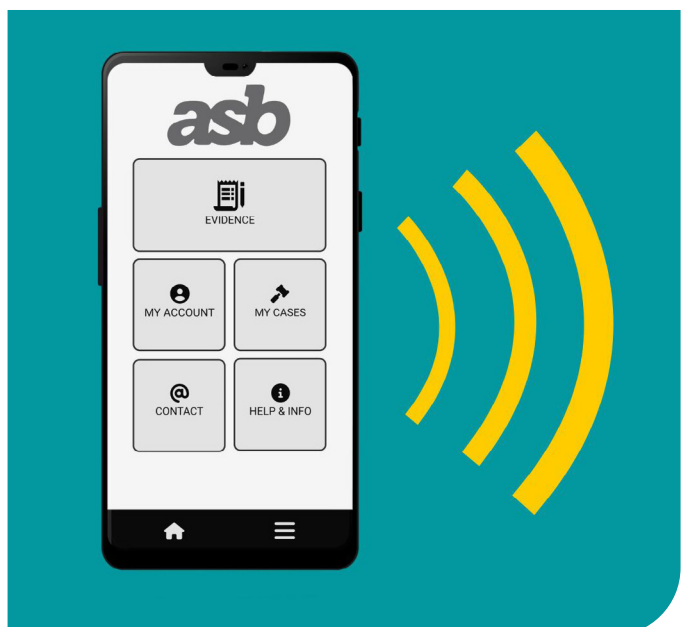 asb
EVIDENCE
MY ACCOUNT
MY CASES
CONTACT
HELP & INFO